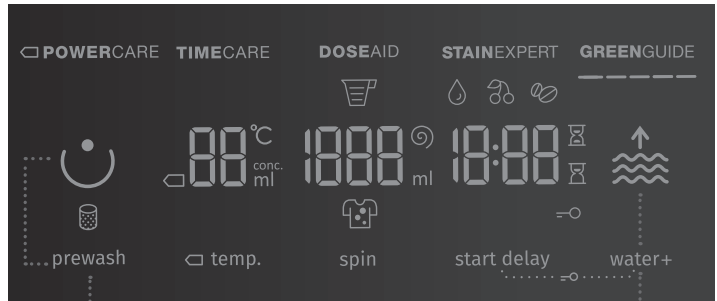 POWERCARE TIMECARE DOSEAID STAINEXPERT GREENGUIDE
88 °C conc. ml 1888 ml 18:88
prewash temp. spin start delay water+